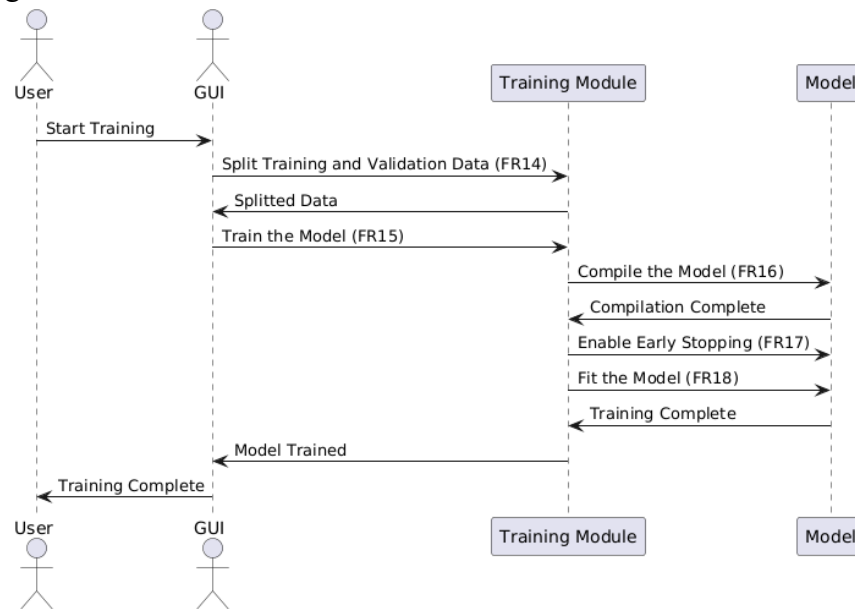 g
User
GUI
Training Module
Model
Start Training
Split Training and Validation Data (FR14)
Splitted Data
Train the Model (FR15)
Compile the Model (FR16)
Compilation Complete
Enable Early Stopping (FR17)
Fit the Model (FR18)
Training Complete
Model Trained
Training Complete
User
GUI
Training Module
Model